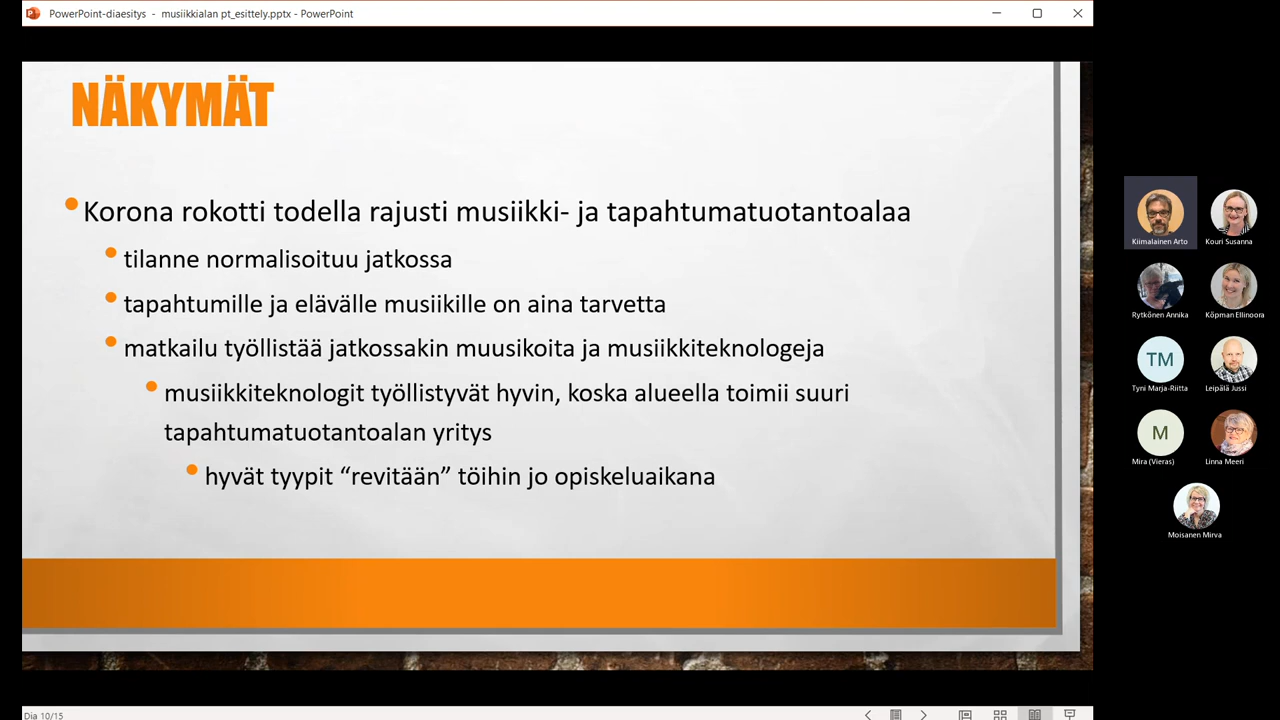 PowerPoint-diaesitys - musiikkialan pt_esittely.pptx - PowerPoint
NÄKYMÄT
Korona rokotti todella rajusti musiikki- ja tapahtumatuotantoalaa
tilanne normalisoituu jatkossa
tapahtumille ja elävälle musiikille on aina tarvetta
matkailu työllistää jatkossakin muusikoita ja musiikkiteknologeja
musiikkiteknologit työllistyvät hyvin, koska alueella toimii suuri
tapahtumatuotantoalan yritys
hyvät tyypit “revitään” töihin jo opiskeluaikana
Kiimalainen Arto
Kouri Susanna
Rytkönen Annika
Köpman Ellinoora
TM
Tyni Marja-Riitta
Leipälä Jussi
M
Mira (Vieras)
Linna Meeri
Moisanen Mirva
Dia 10/15